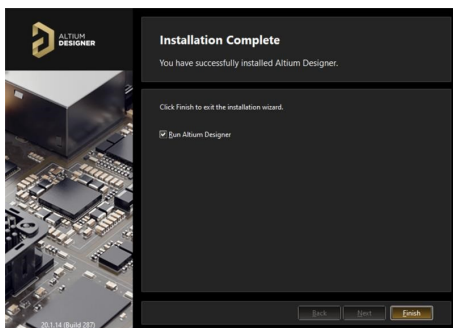 ALTIUM
DESIGNER
Installation Complete
You have successfully installed Altium Designer.
Click Finish to exit the installation wizard.
Run Altium Designer
Back
Next
Finish
20.1.14 (Build 287)